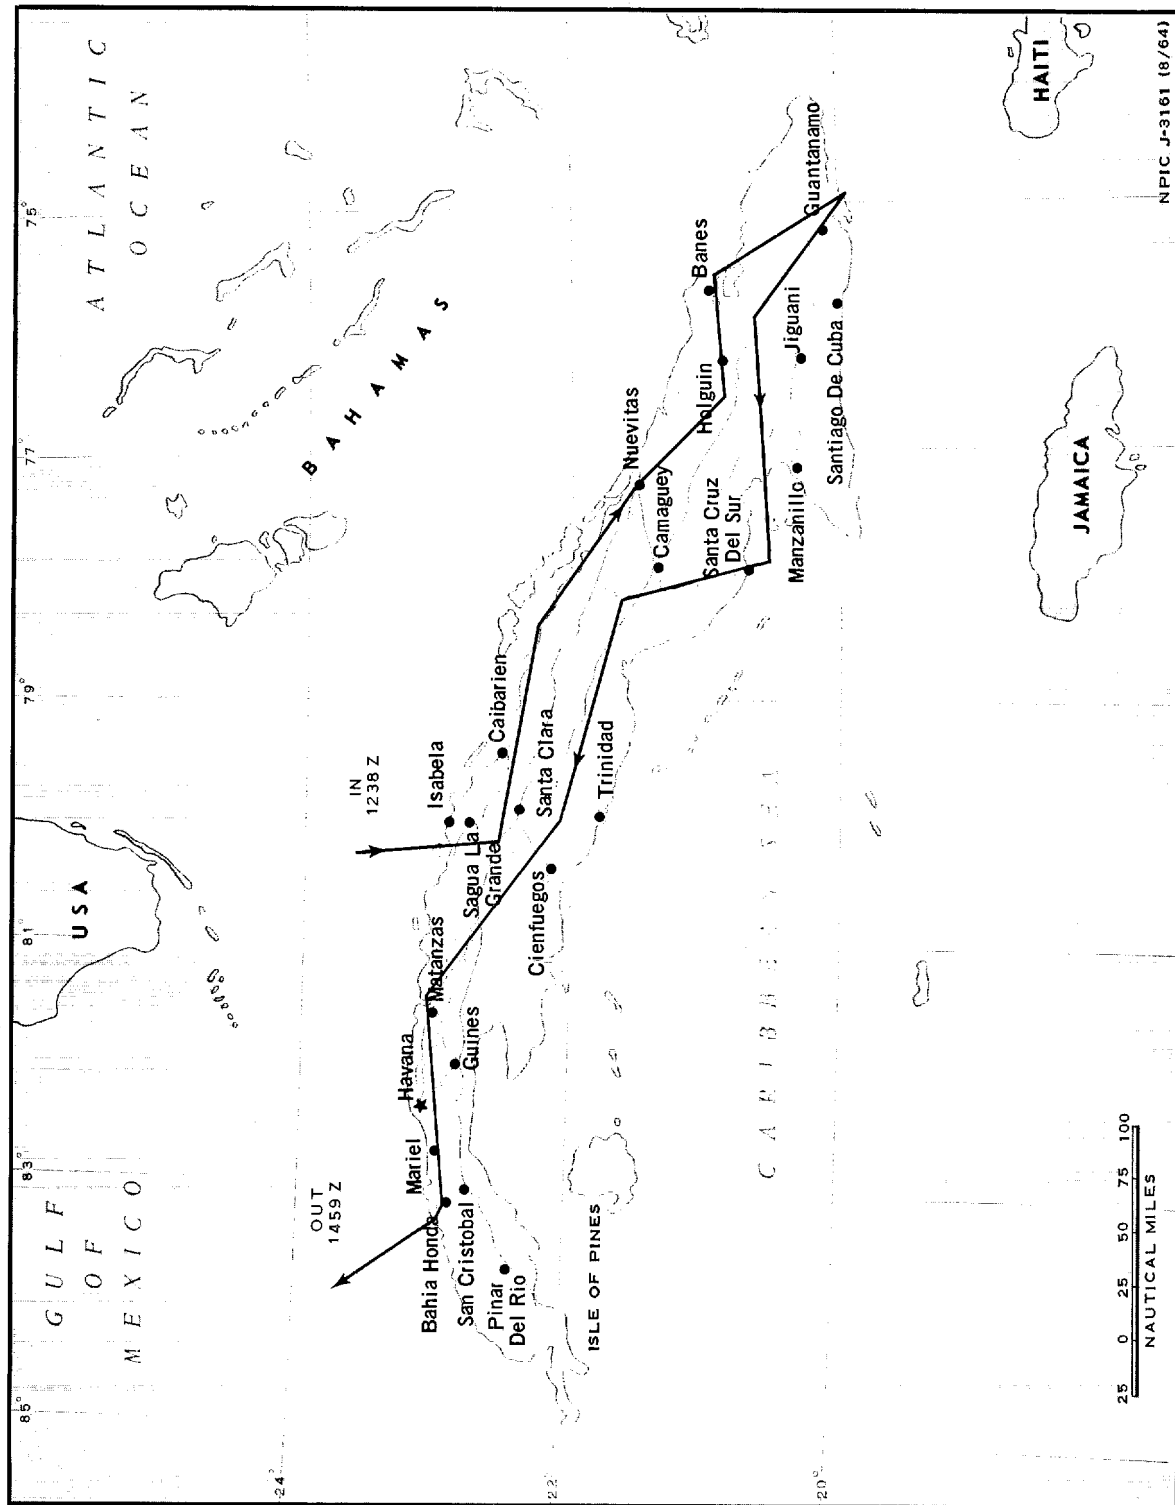 GULF
OF
MEXICO
USA
ATLANTIC
OCEAN
BAHAMAS
85°
83°
81°
79°
77°
75°
24°
22
20°
OUT
1459 Z
IN
1238 Z
Bahia Honda
Mariel
Havana
San Cristobal
Pinar
Del Rio
Guines
Matanzas
Isabela
Sagua La
Grande
Caibarien
Santa Clara
Cienfuegos
Trinidad
Nuevitas
Camaguey
Santa Cruz
Del Sur
Holguin
Banes
Manzanillo
Jiguani
Santiago De Cuba
Guantanamo
ISLE OF PINES
CARIBBEAN SEA
JAMAICA
HAITI
25 0 25 50 75 100
NAUTICAL MILES
NPIC J-3161 (8/64)